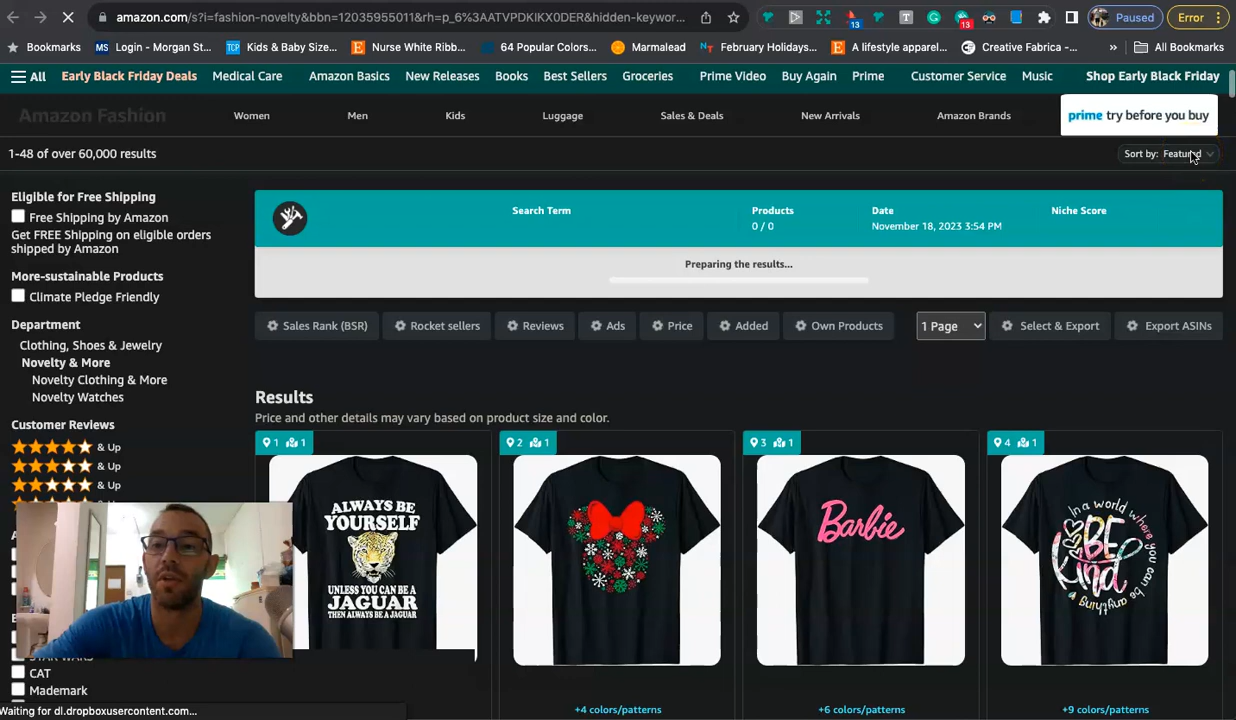 amazon.com/s?i=fashion-novelty&bbn=12035955011&rh=p_6%3AATVPDKIKX0DER&hidden-keywor...
13
T
13
Paused
Error
Bookmarks
MS Login - Morgan St...
TCP Kids & Baby Size...
E Nurse White Ribb...
64 Popular Colors...
Marmalead
NT February Holidays...
E A lifestyle apparel...
C Creative Fabrica -...
»
All Bookmarks
All
Early Black Friday Deals
Medical Care
Amazon Basics
New Releases
Books
Best Sellers
Groceries
Prime Video
Buy Again
Prime
Customer Service
Music
Shop Early Black Friday
Amazon Fashion
Women
Men
Kids
Luggage
Sales & Deals
New Arrivals
Amazon Brands
prime try before you buy
1-48 of over 60,000 results
Sort by: Featured
Eligible for Free Shipping
Free Shipping by Amazon
Get FREE Shipping on eligible orders
shipped by Amazon
More-sustainable Products
Climate Pledge Friendly
Department
Clothing, Shoes & Jewelry
Novelty & More
Novelty Clothing & More
Novelty Watches
Customer Reviews
& Up
& Up
& Up
CAT
Mademark
Waiting for dl.dropboxusercontent.com...
Search Term
Products
0 / 0
Date
November 18, 2023 3:54 PM
Niche Score
Preparing the results...
Sales Rank (BSR)
Rocket sellers
Reviews
Ads
Price
Added
Own Products
1 Page
Select & Export
Export ASINs
Results
Price and other details may vary based on product size and color.
1 1
2 1
3 1
4 1
ALWAYS BE
YOURSELF
UNLESS YOU CAN BE A
JAGUAR
THEN ALWAYS BE A JAGUAR
Barbie
In a world where you can be anything
BE
Kind
+4 colors/patterns
+6 colors/patterns
+9 colors/patterns